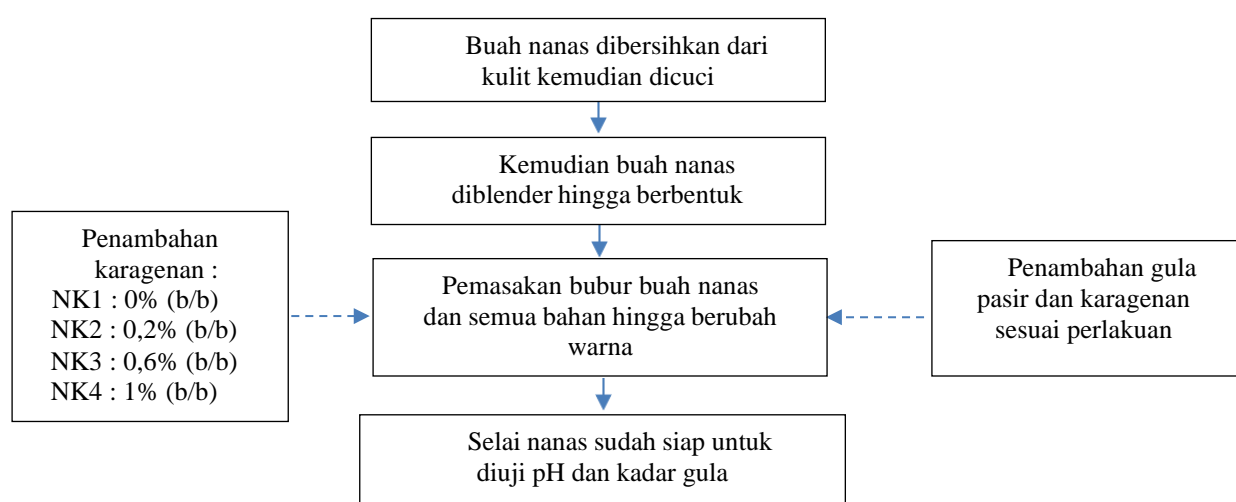 Buah nanas dibersihkan dari
kulit kemudian dicuci
Kemudian buah nanas
diblender hingga berbentuk
Penambahan
karagenan :
NK1 : 0% (b/b)
NK2 : 0,2% (b/b)
NK3 : 0,6% (b/b)
NK4 : 1% (b/b)
Pemasakan bubur buah nanas
dan semua bahan hingga berubah
warna
Penambahan gula
pasir dan karagenan
sesuai perlakuan
Selai nanas sudah siap untuk
diuji pH dan kadar gula